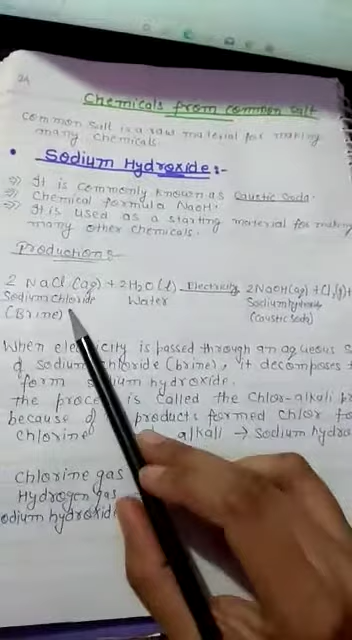 24
Chemicals from common salt
Common salt is a raw material for making
many chemicals.
• Sodium Hydroxide:-
⇒ It is commonly known as Caustic Soda.
⇒ Chemical formula NaOH.
⇒ It is used as a starting material for making
many other chemicals.
Production:-
2 NaCl (aq) + 2H₂O (l) Electricity 2NaOH (aq) + Cl₂(g) +
Sodium chloride Water Sodium hydroxide
(Brine) (Caustic soda)
When electricity is passed through an aqueous s
of sodium chloride (brine), it decomposes t
form sodium hydroxide.
The process is called the Chlor-alkali pr
because of products formed chlor fo
chlorine alkali → Sodium hydro
Chlorine gas
Hydrogen gas
odium hydroxide